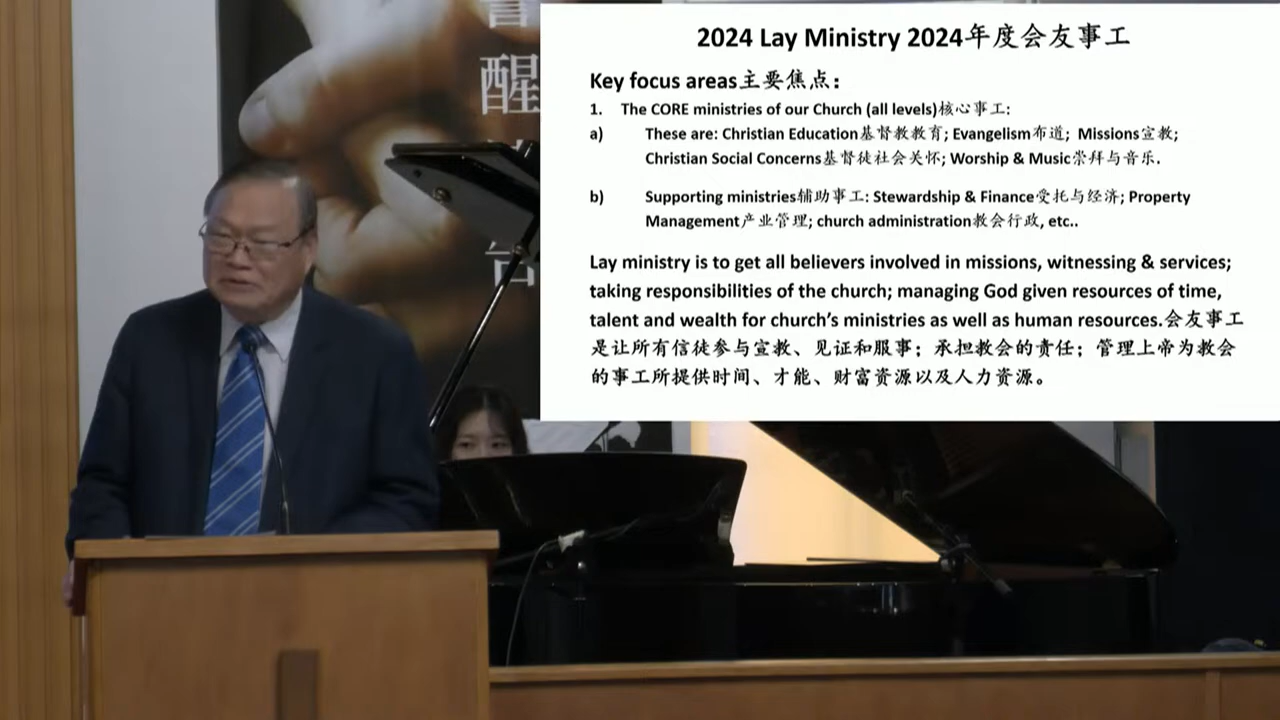 2024 Lay Ministry 2024年度会友事工
Key focus areas主要焦点：
1. The CORE ministries of our Church (all levels)核心事工:
a) These are: Christian Education基督教教育; Evangelism布道; Missions宣教;
Christian Social Concerns基督徒社会关怀; Worship & Music崇拜与音乐.
b) Supporting ministries辅助事工: Stewardship & Finance受托与经济; Property
Management产业管理; church administration教会行政, etc..
Lay ministry is to get all believers involved in missions, witnessing & services;
taking responsibilities of the church; managing God given resources of time,
talent and wealth for church’s ministries as well as human resources.会友事工
是让所有信徒参与宣教、见证和服事；承担教会的责任；管理上帝为教会
的事工所提供时间、才能、财富资源以及人力资源。
醒